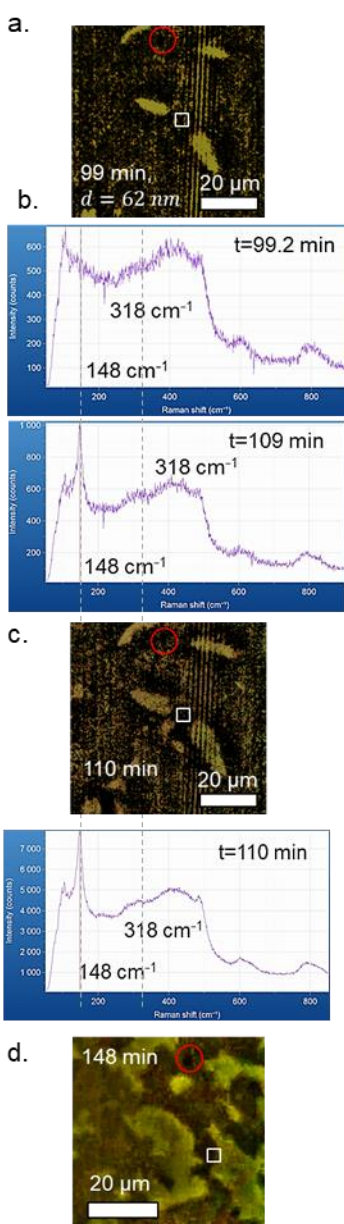 a.
99 min,
d = 62 nm
20 μm
b.
600
500
400
300
200
100
Intensity (counts)
t=99.2 min
318 cm⁻¹
148 cm⁻¹
200 400 600 800
Raman shift (cm⁻¹)
1 000
800
600
400
200
Intensity (counts)
t=109 min
318 cm⁻¹
148 cm⁻¹
200 400 600 800
Raman shift (cm⁻¹)
c.
110 min
20 μm
7 000
6 000
5 000
4 000
3 000
2 000
1 000
Intensity (counts)
t=110 min
318 cm⁻¹
148 cm⁻¹
200 400 600 800
Raman shift (cm⁻¹)
d.
148 min
20 μm